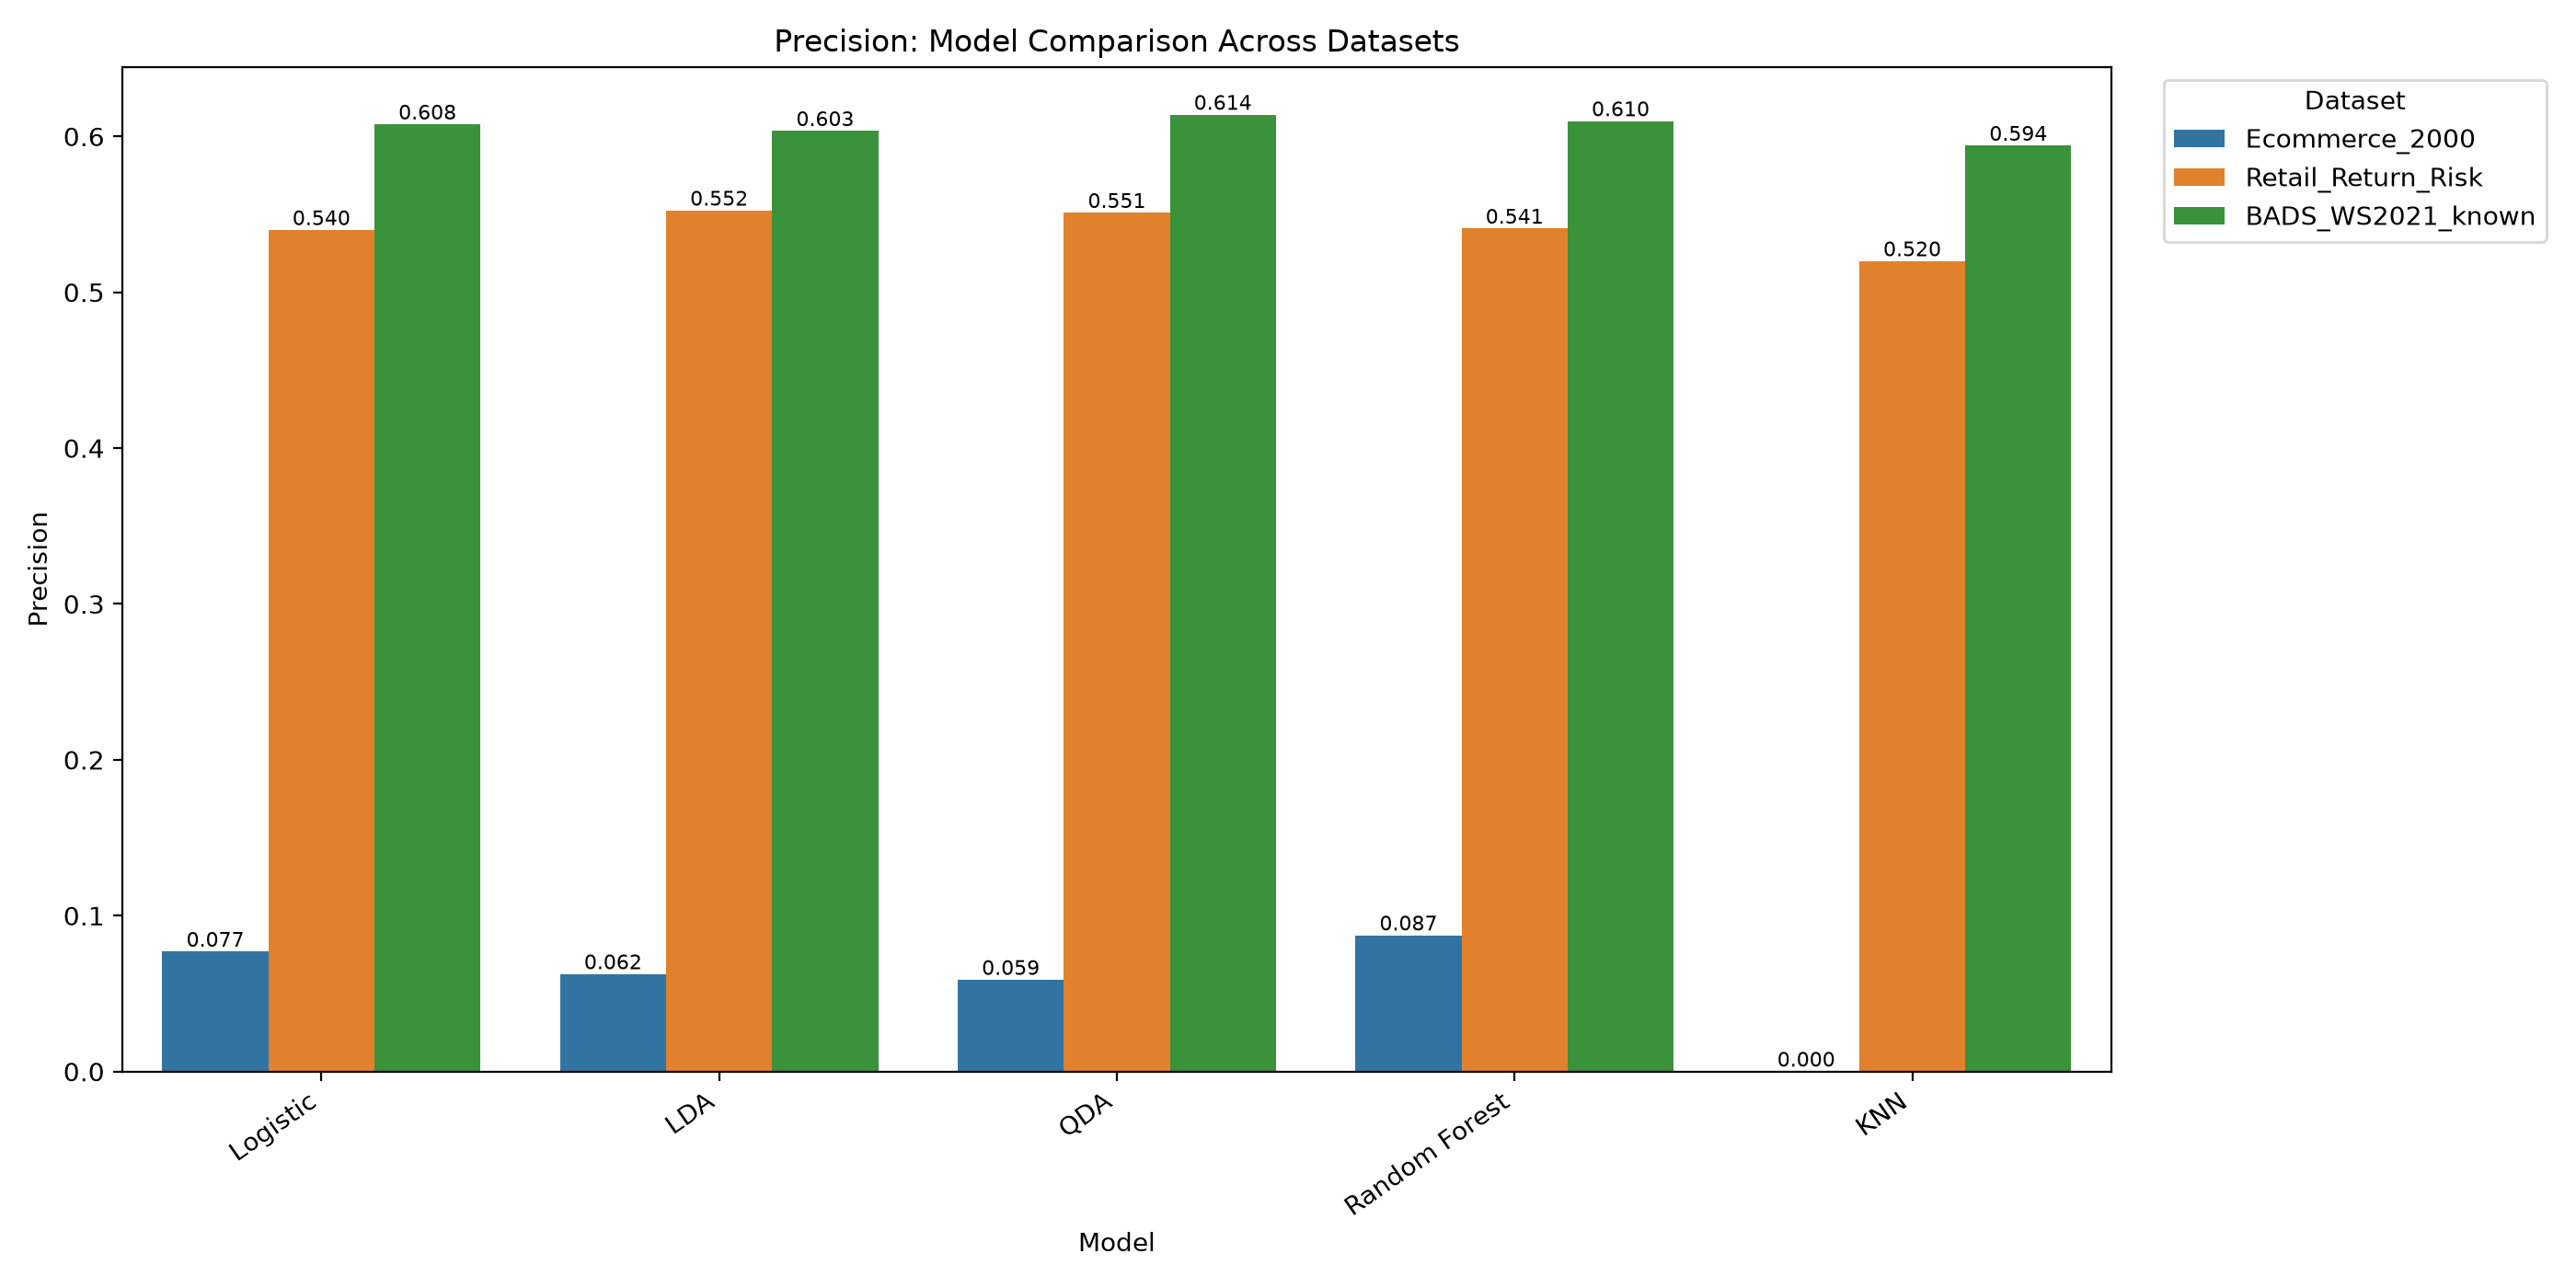 Precision: Model Comparison Across Datasets
Precision
0.6
0.5
0.4
0.3
0.2
0.1
0.0
0.077
0.540
0.608
0.062
0.552
0.603
0.059
0.551
0.614
0.087
0.541
0.610
0.000
0.520
0.594
Logistic
LDA
QDA
Random Forest
KNN
Model
Dataset
Ecommerce_2000
Retail_Return_Risk
BADS_WS2021_known